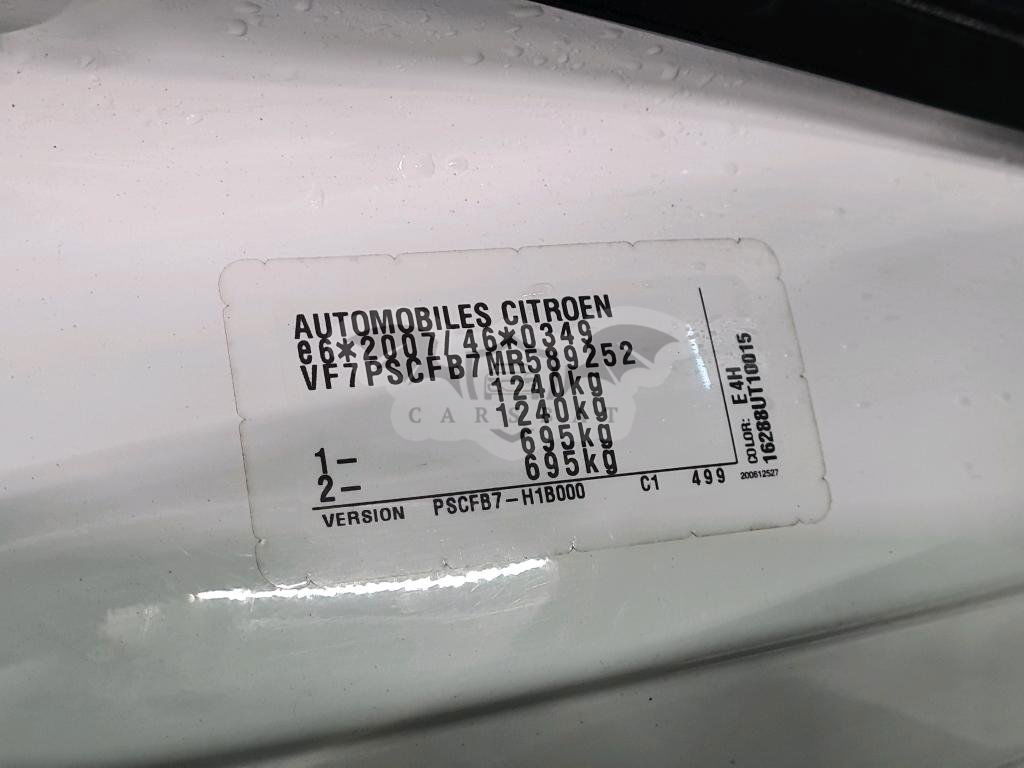 AUTOMOBILES CITROEN
e6*2007/46*0349
VF7PSCFB7MR589252
1240kg
1240kg
1- 695kg
2- 695kg
VERSION PSCFB7-H1B000 C1 499
COLOR: E4H
16288UT10015
200612527